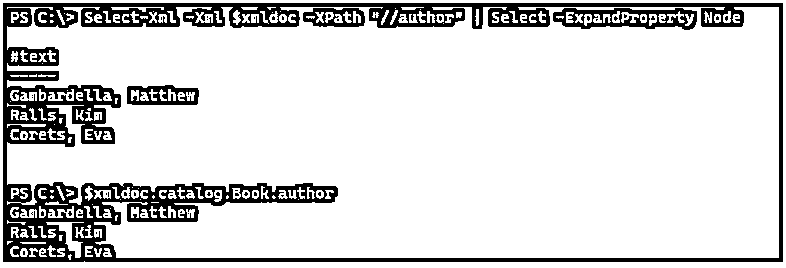 PS C:\> Select-Xml -Xml $xmldoc -XPath "//author" | Select -ExpandProperty Node
#text
-----
Gambardella, Matthew
Ralls, Kim
Corets, Eva
PS C:\> $xmldoc.catalog.Book.author
Gambardella, Matthew
Ralls, Kim
Corets, Eva